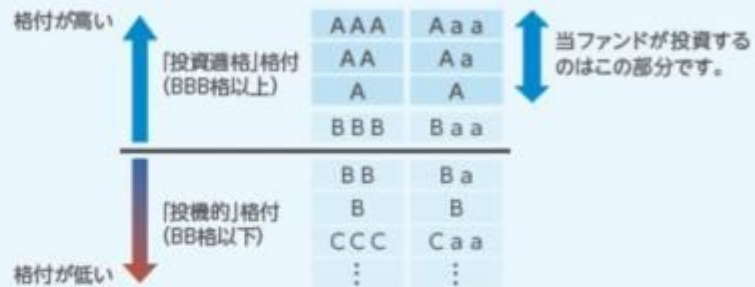 格付が高い
「投資適格」格付
(BBB格以上)
AAA Aaa
AA Aa
A A
BBB Baa
当ファンドが投資する
のはこの部分です。
「投機的」格付
(BB格以下)
BB Ba
B B
CCC Caa
⋮ ⋮
格付が低い